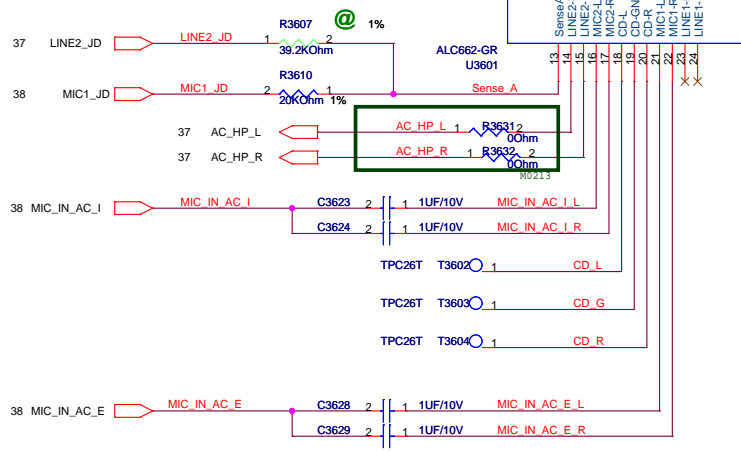 SenseA
LINE2-
LINE2-
MIC2-L
MIC2-R
CD-L
CD-GN
CD-R
MIC1-L
MIC1-R
LINE1-
LINE1-
13
14
15
16
17
18
19
20
21
22
23
24
ALC662-GR
U3601
R3607
@ 1%
37 LINE2_JD LINE2_JD 1 2
39.2KOhm
R3610
38 MIC1_JD MIC1_JD 2 1 Sense_A
20KOhm 1%
37 AC_HP_L AC_HP_L 1 R3631 2
0Ohm
37 AC_HP_R AC_HP_R 1 R3632 2
0Ohm
M0213
38 MIC_IN_AC_I MIC_IN_AC_I C3623 2 1 1UF/10V MIC_IN_AC_I_L
C3624 2 1 1UF/10V MIC_IN_AC_I_R
TPC26T T3602 1 CD_L
TPC26T T3603 1 CD_G
TPC26T T3604 1 CD_R
38 MIC_IN_AC_E MIC_IN_AC_E C3628 2 1 1UF/10V MIC_IN_AC_E_L
C3629 2 1 1UF/10V MIC_IN_AC_E_R